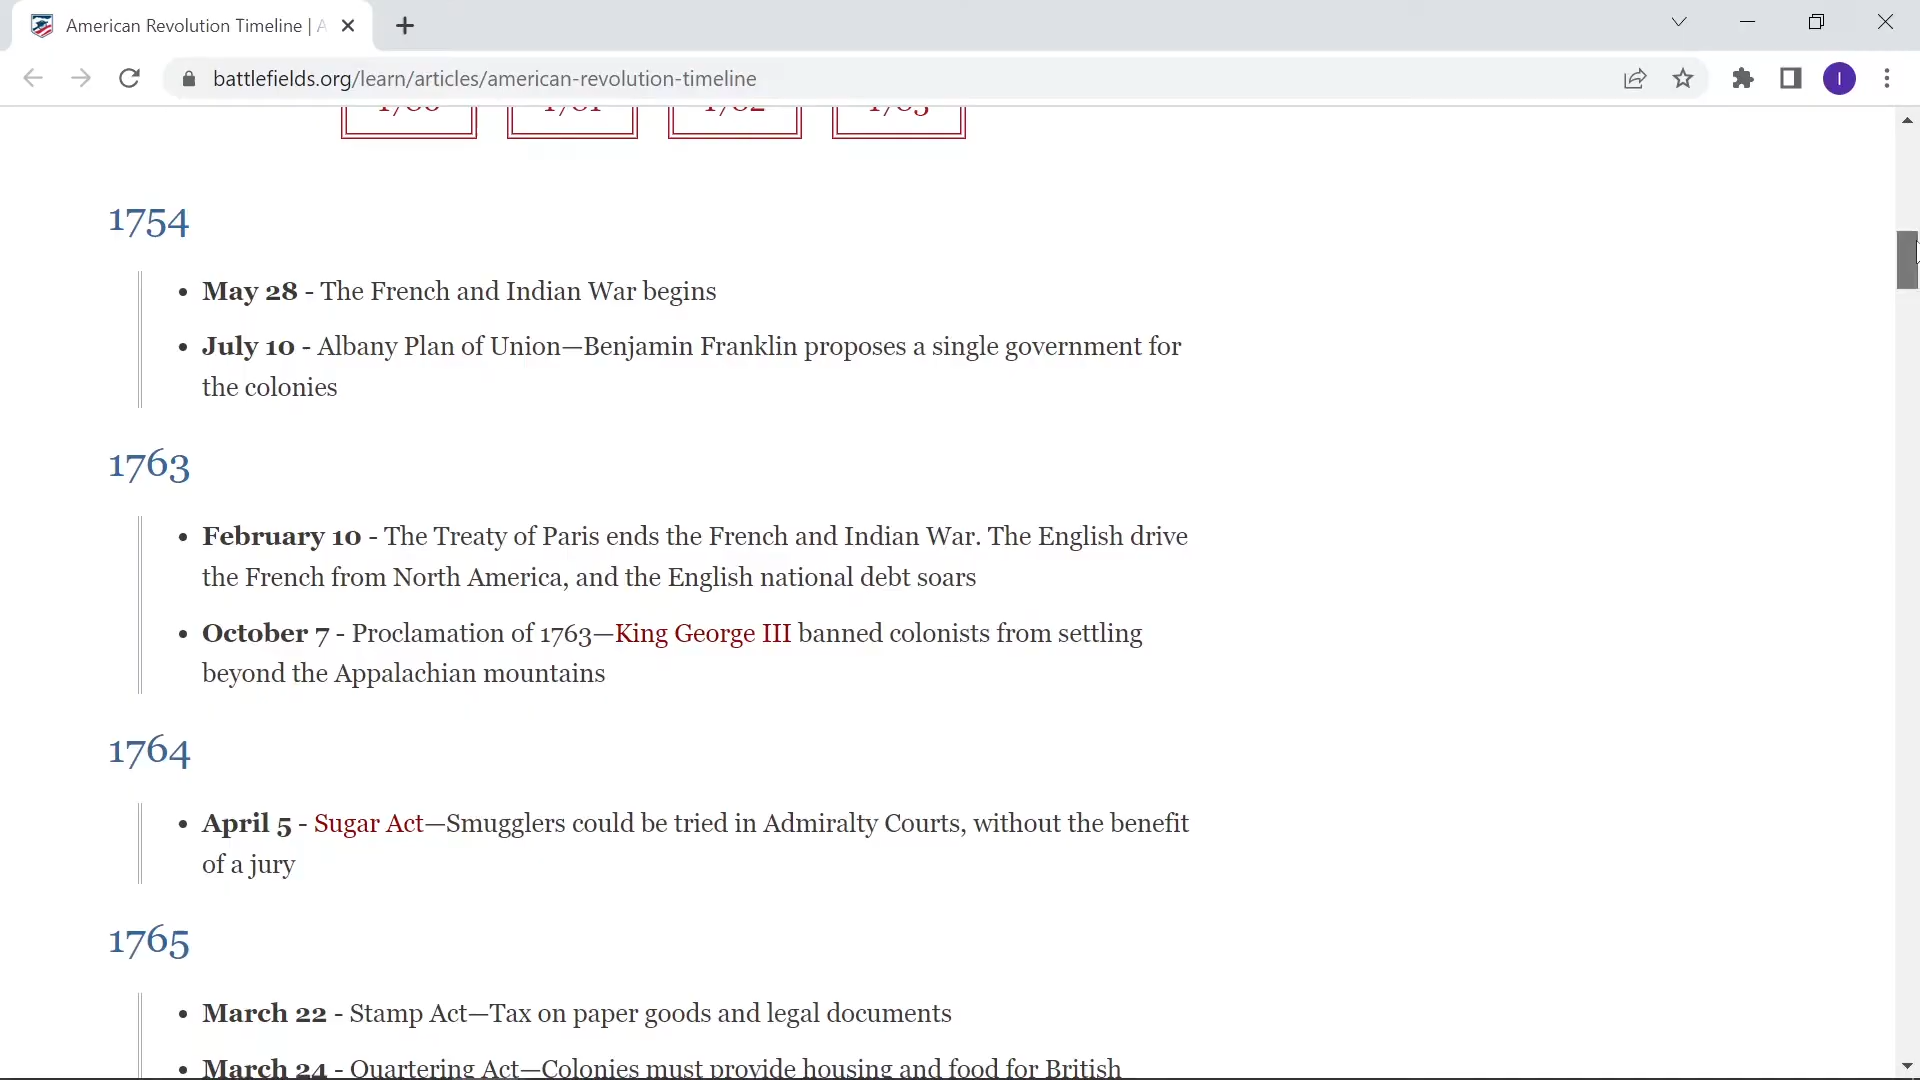 American Revolution Timeline | A
battlefields.org/learn/articles/american-revolution-timeline
I
1780 1781 1782 1783
1754
• May 28 - The French and Indian War begins
• July 10 - Albany Plan of Union—Benjamin Franklin proposes a single government for
the colonies
1763
• February 10 - The Treaty of Paris ends the French and Indian War. The English drive
the French from North America, and the English national debt soars
• October 7 - Proclamation of 1763—King George III banned colonists from settling
beyond the Appalachian mountains
1764
• April 5 - Sugar Act—Smugglers could be tried in Admiralty Courts, without the benefit
of a jury
1765
• March 22 - Stamp Act—Tax on paper goods and legal documents
• March 24 - Quartering Act—Colonies must provide housing and food for British